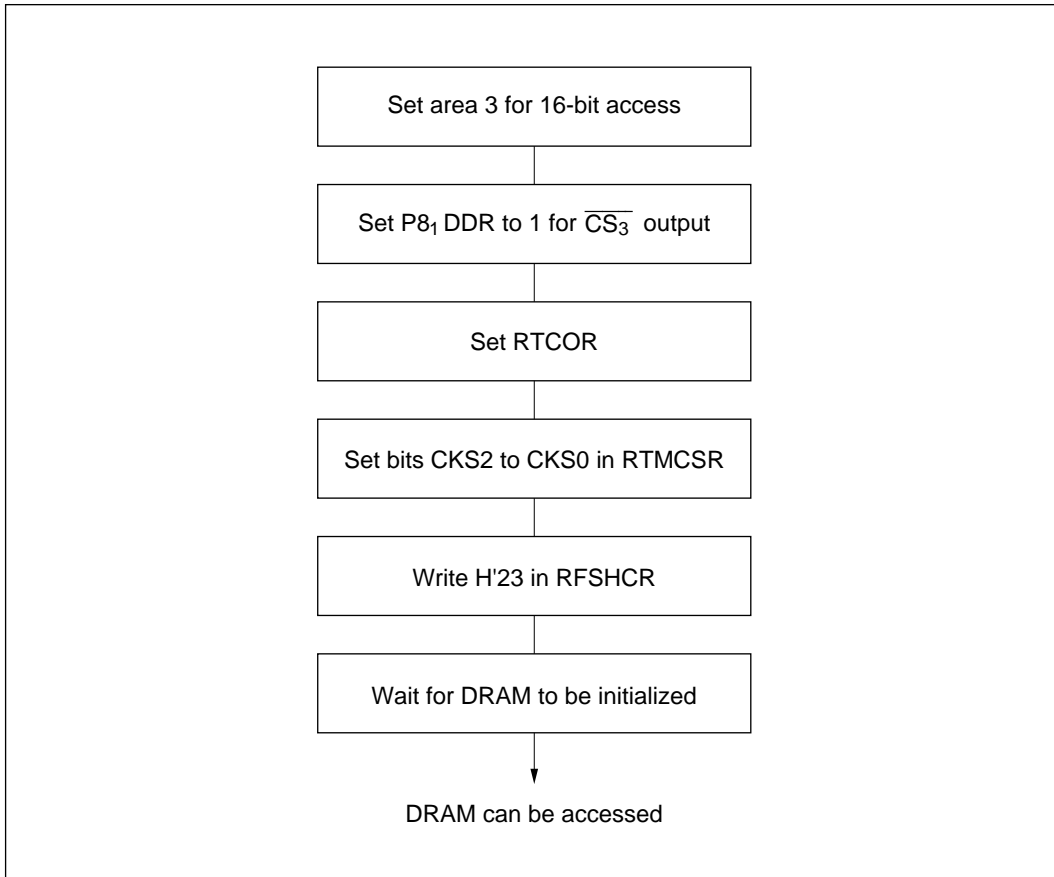 Set area 3 for 16-bit access
Set P8₁ DDR to 1 for C̅S̅₃̅ output
Set RTCOR
Set bits CKS2 to CKS0 in RTMCSR
Write H'23 in RFSHCR
Wait for DRAM to be initialized
DRAM can be accessed